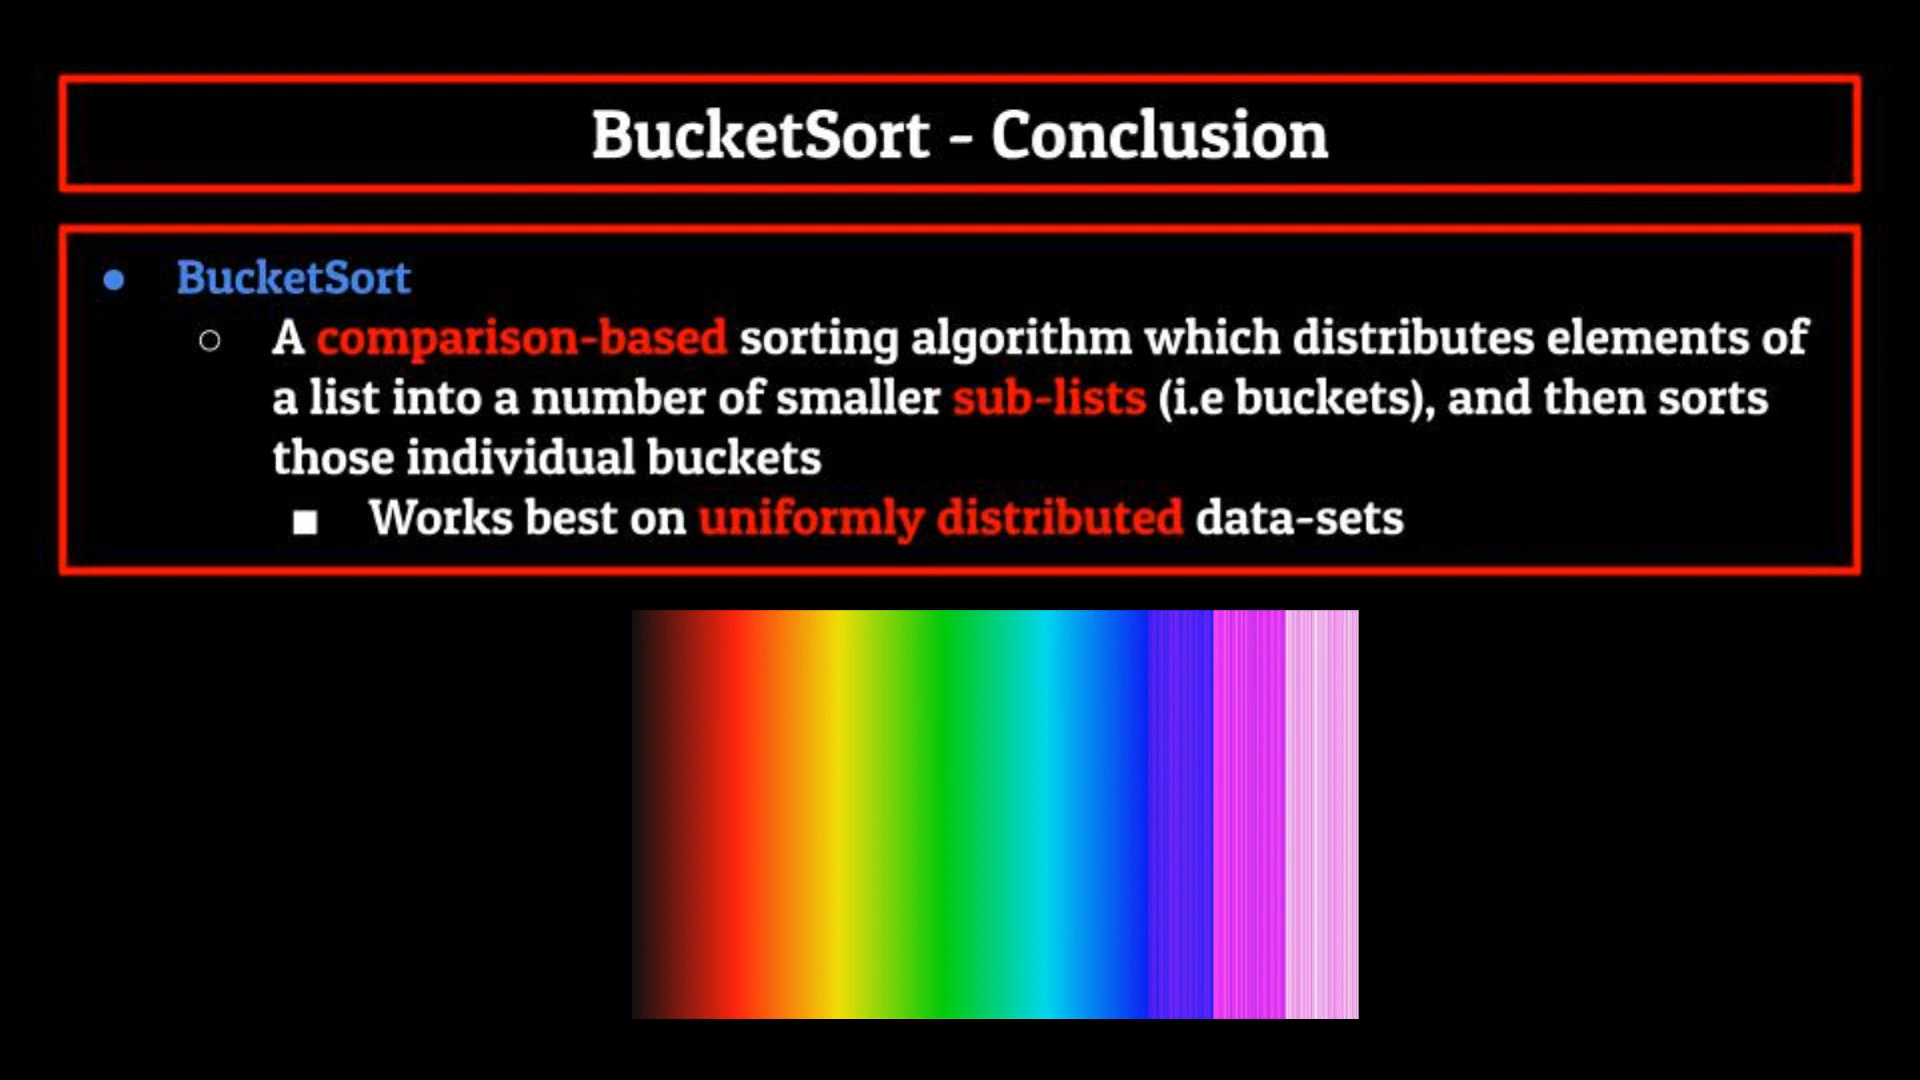 BucketSort - Conclusion
● BucketSort
○ A comparison-based sorting algorithm which distributes elements of
a list into a number of smaller sub-lists (i.e buckets), and then sorts
those individual buckets
■ Works best on uniformly distributed data-sets